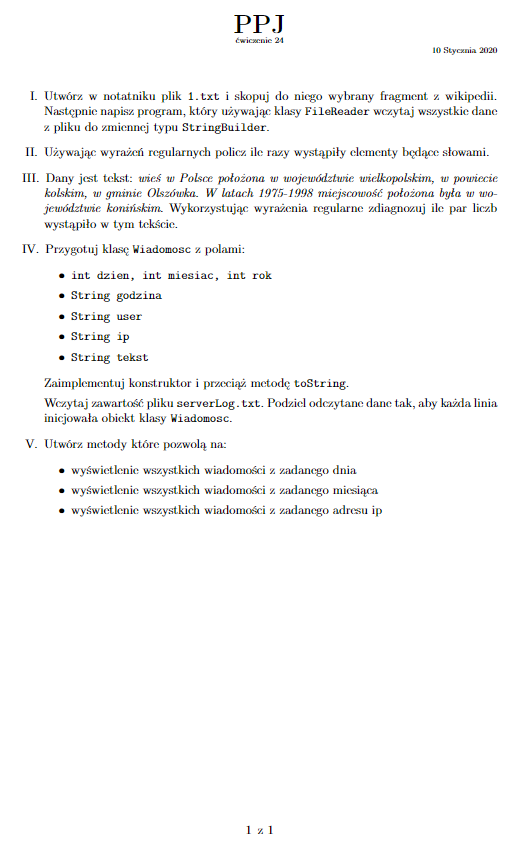 PPJ
ćwiczenie 24
10 Stycznia 2020
I. Utwórz w notatniku plik 1.txt i skopuj do niego wybrany fragment z wikipedii.
Następnie napisz program, który używając klasy FileReader wczytaj wszystkie dane
z pliku do zmiennej typu StringBuilder.
II. Używając wyrażeń regularnych policz ile razy wystąpiły elementy będące słowami.
III. Dany jest tekst: wieś w Polsce położona w województwie wielkopolskim, w powiecie
kolskim, w gminie Olszówka. W latach 1975-1998 miejscowość położona była w wo-
jewództwie konińskim. Wykorzystując wyrażenia regularne zdiagnozuj ile par liczb
wystąpiło w tym tekście.
IV. Przygotuj klasę Wiadomosc z polami:
• int dzien, int miesiac, int rok
• String godzina
• String user
• String ip
• String tekst
Zaimplementuj konstruktor i przeciąż metodę toString.
Wczytaj zawartość pliku serverLog.txt. Podziel odczytane dane tak, aby każda linia
inicjowała obiekt klasy Wiadomosc.
V. Utwórz metody które pozwolą na:
• wyświetlenie wszystkich wiadomości z zadanego dnia
• wyświetlenie wszystkich wiadomości z zadanego miesiąca
• wyświetlenie wszystkich wiadomości z zadanego adresu ip
1 z 1